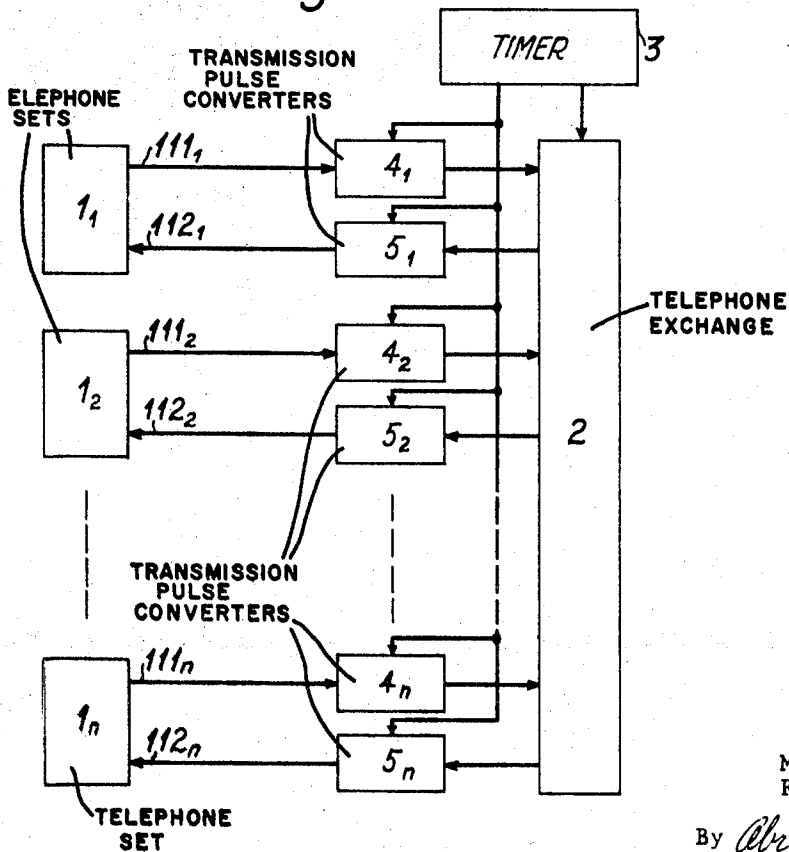 TIMER 3
TRANSMISSION
PULSE
CONVERTERS
ELEPHONE
SETS
1₁
111₁
4₁
112₁
5₁
TELEPHONE
EXCHANGE
2
1₂
111₂
4₂
112₂
5₂
TRANSMISSION
PULSE
CONVERTERS
1ₙ
111ₙ
4ₙ
112ₙ
5ₙ
TELEPHONE
SET
M
By